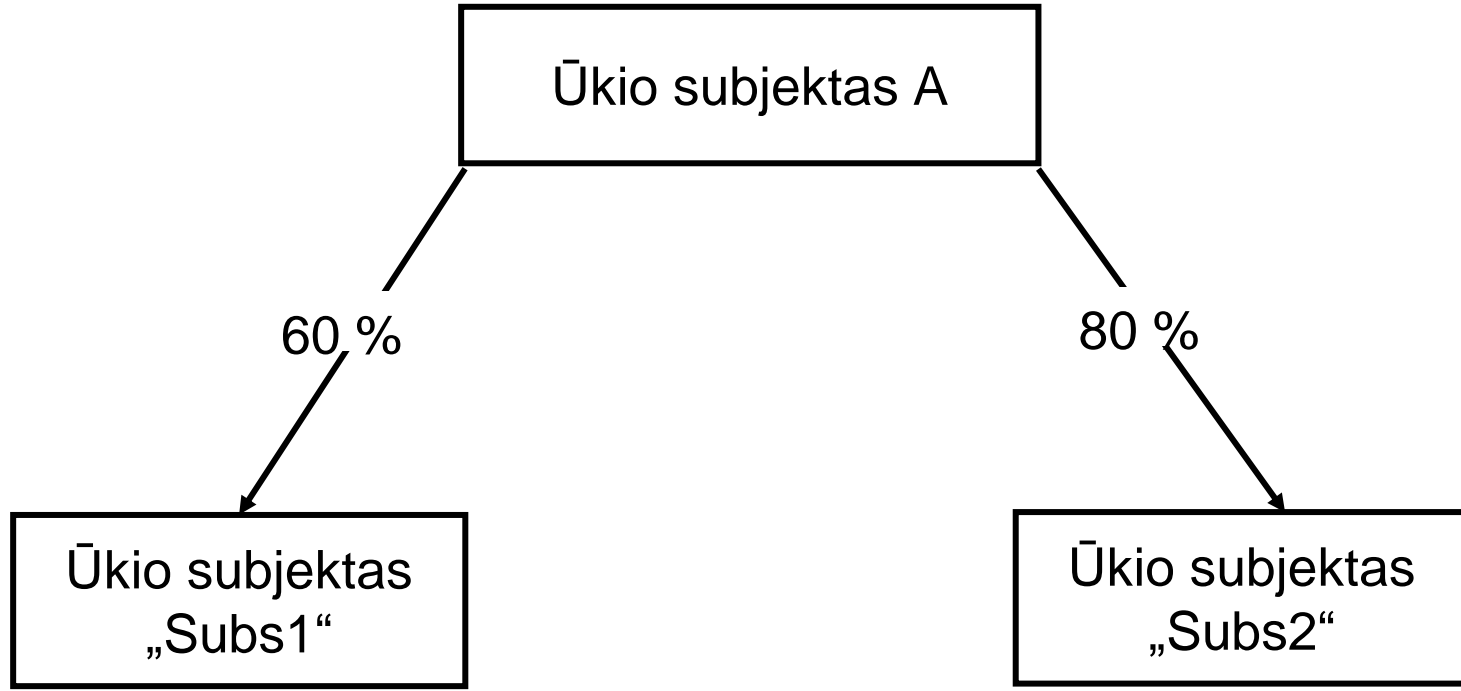 Ūkio subjektas A
60 %
80 %
Ūkio subjektas
„Subs1“
Ūkio subjektas
„Subs2“